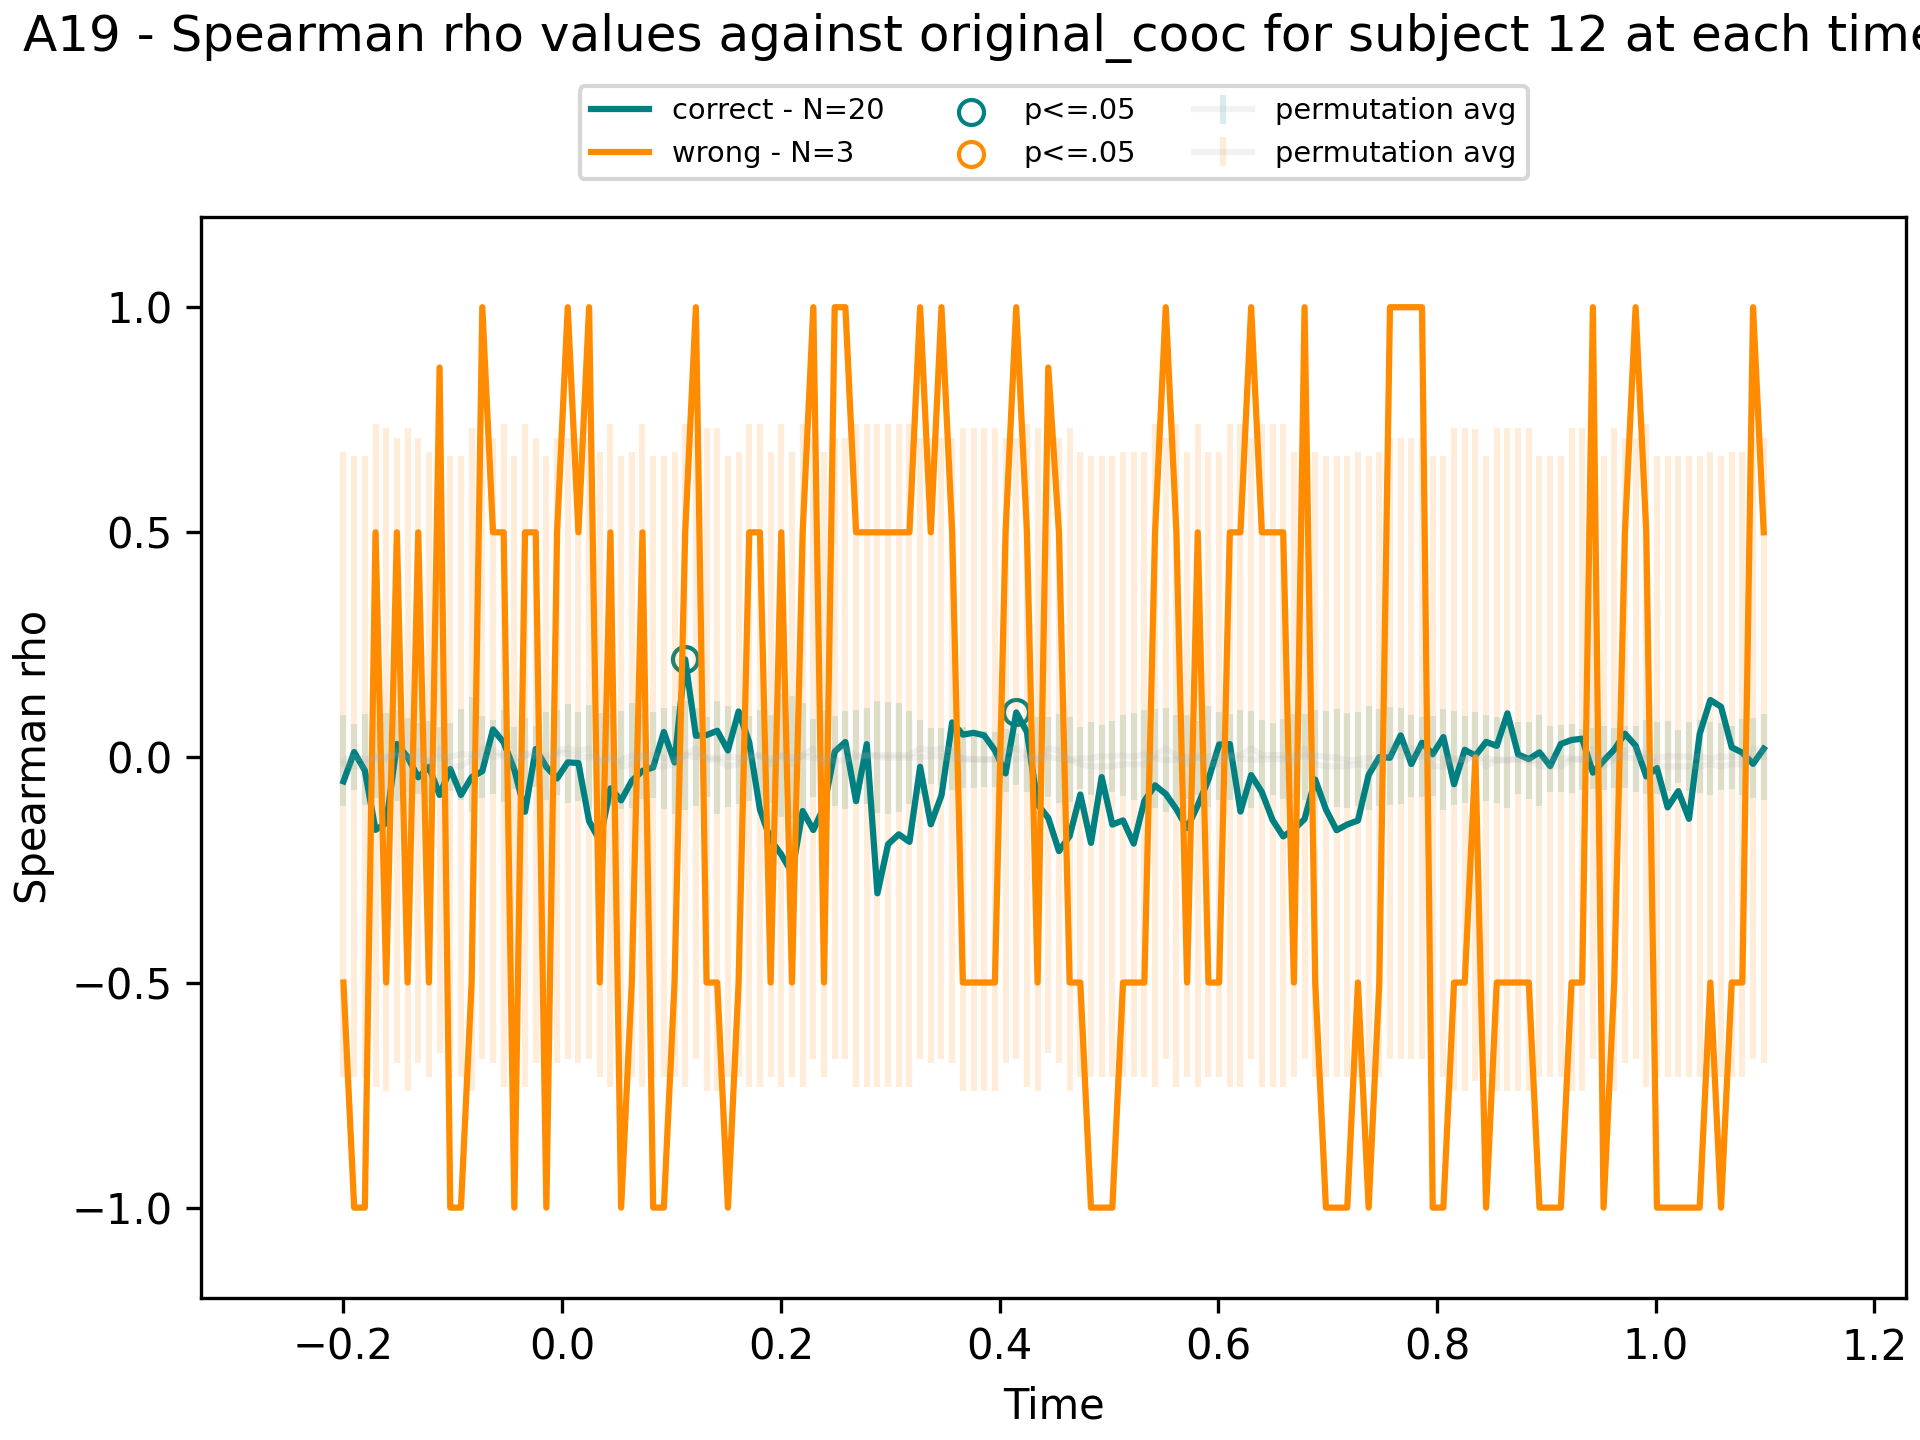 A19 - Spearman rho values against original_cooc for subject 12 at each time
correct - N=20 p<=.05 permutation avg
wrong - N=3 p<=.05 permutation avg
1.0
0.5
0.0
−0.5
−1.0
Spearman rho
−0.2 0.0 0.2 0.4 0.6 0.8 1.0 1.2
Time